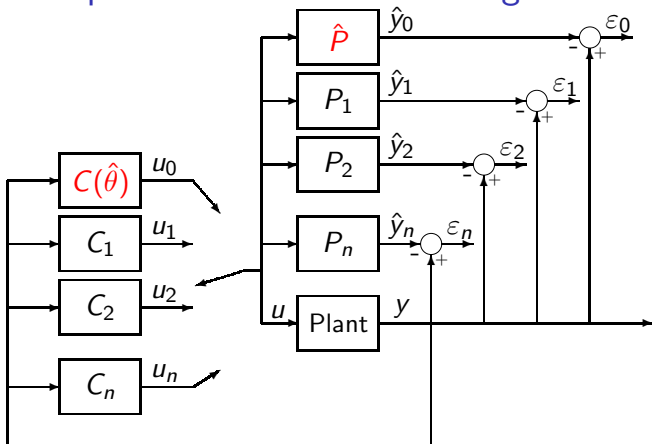 P̂ ŷ₀ ε₀
-
+
P₁ ŷ₁ ε₁
-
+
P₂ ŷ₂ ε₂
-
+
C(θ̂) u₀
C₁ u₁
Pₙ ŷₙ εₙ
-
+
C₂ u₂
u Plant y
Cₙ uₙ